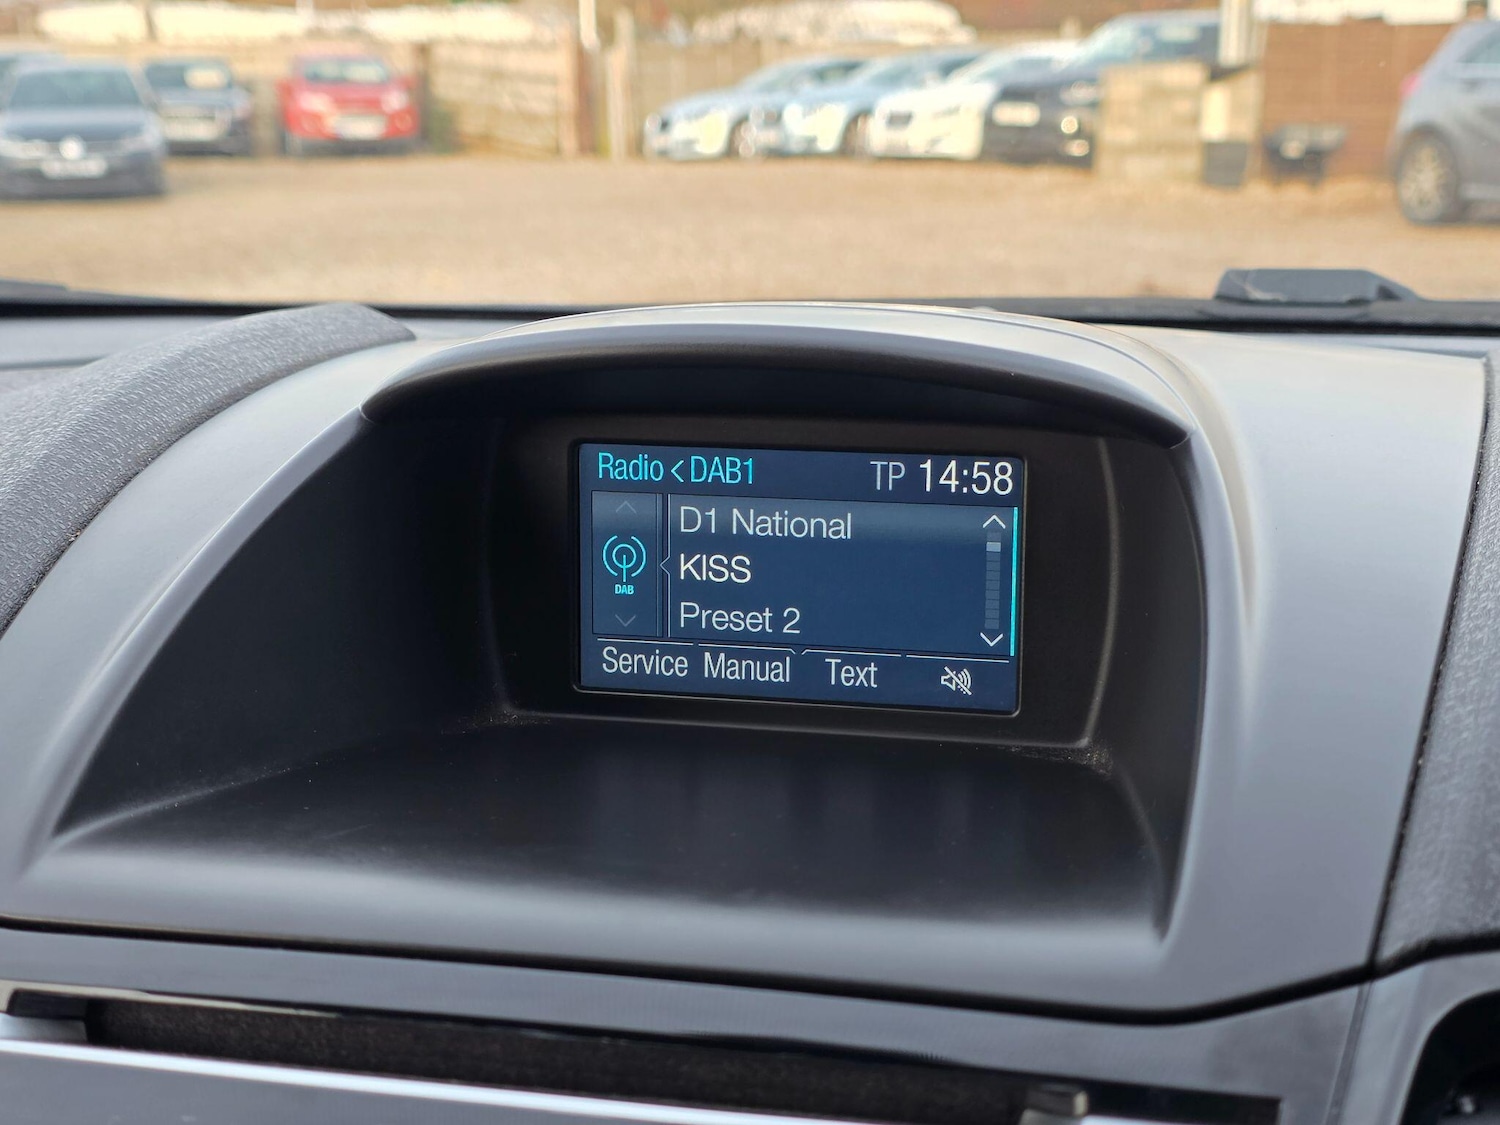 Radio < DAB1 TP 14:58
D1 National
KISS
DAB
Preset 2
Service Manual Text